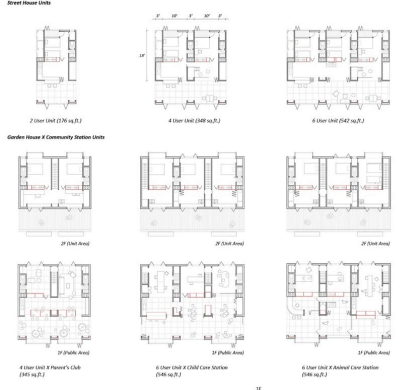 Street House Units
3' 10' 3' 10' 3'
18'
2 User Unit (176 sq.ft.)
4 User Unit (348 sq.ft.)
6 User Unit (542 sq.ft.)
Garden House X Community Station Units
2F (Unit Area)
2F (Unit Area)
2F (Unit Area)
1F (Public Area)
1F (Public Area)
1F (Public Area)
4 User Unit X Parent's Club
(345 sq.ft.)
6 User Unit X Child Care Station
(546 sq.ft.)
6 User Unit X Animal Care Station
(546 sq.ft.)